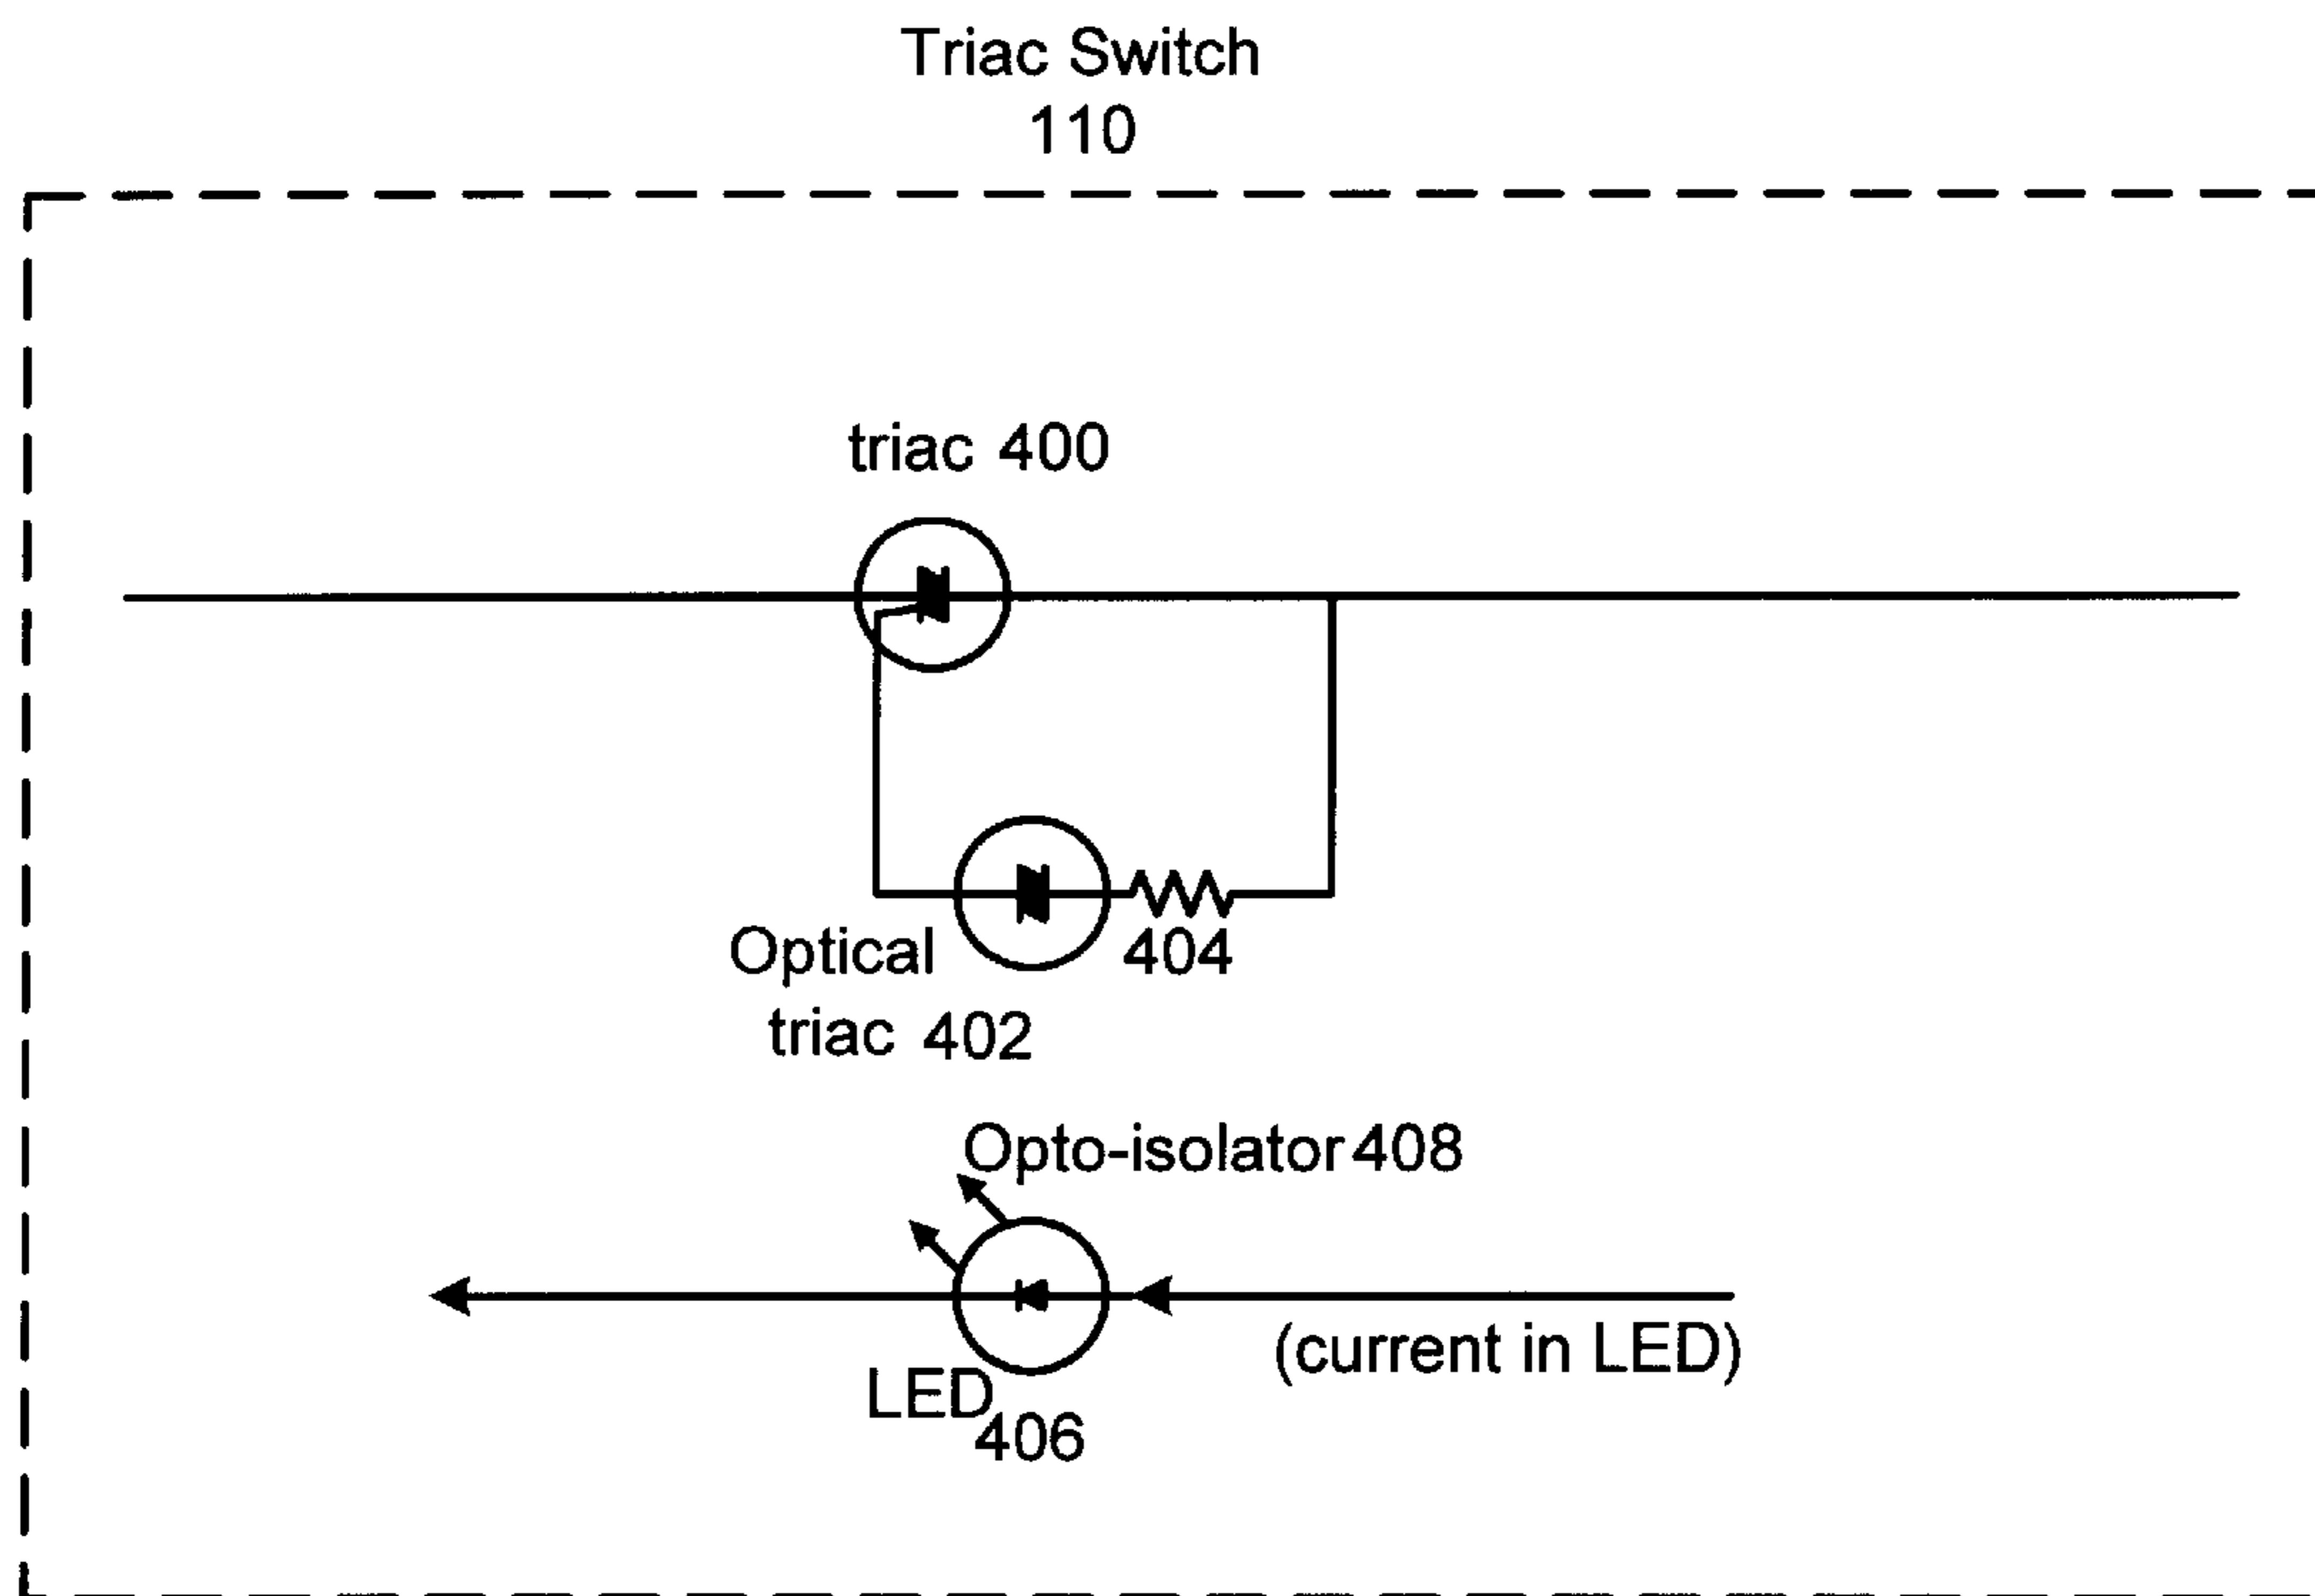 Triac Switch
110
triac 400
Optical
404
triac 402
Opto-isolator 408
(current in LED)
LED
406